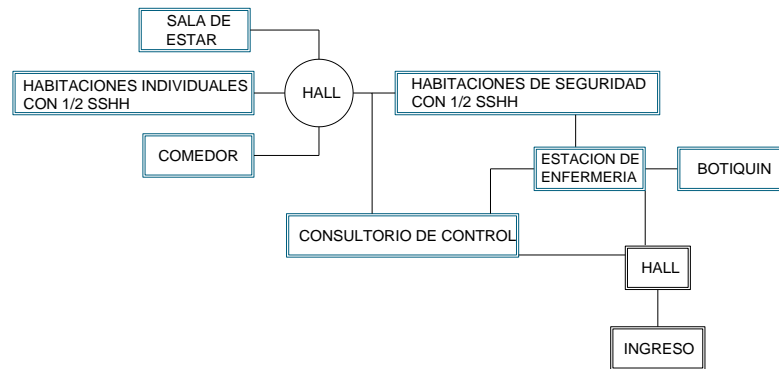 SALA DE
ESTAR
HABITACIONES INDIVIDUALES
CON 1/2 SSHH
HALL
HABITACIONES DE SEGURIDAD
CON 1/2 SSHH
COMEDOR
ESTACION DE
ENFERMERIA
BOTIQUIN
CONSULTORIO DE CONTROL
HALL
INGRESO